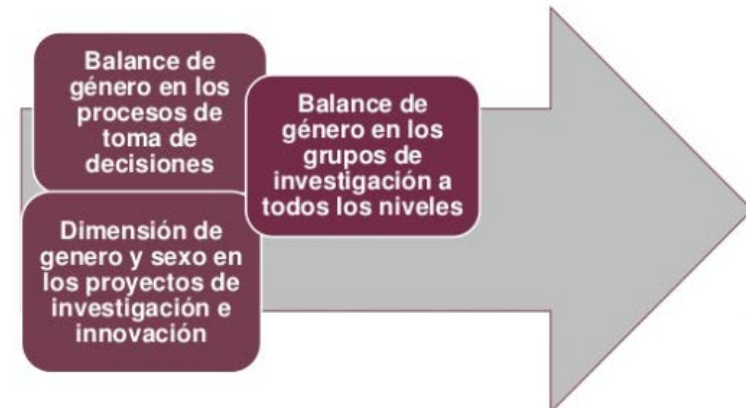 Balance de
género en los
procesos de
toma de
decisiones
Balance de
género en los
grupos de
investigación a
todos los niveles
Dimensión de
genero y sexo en
los proyectos de
investigación e
innovación